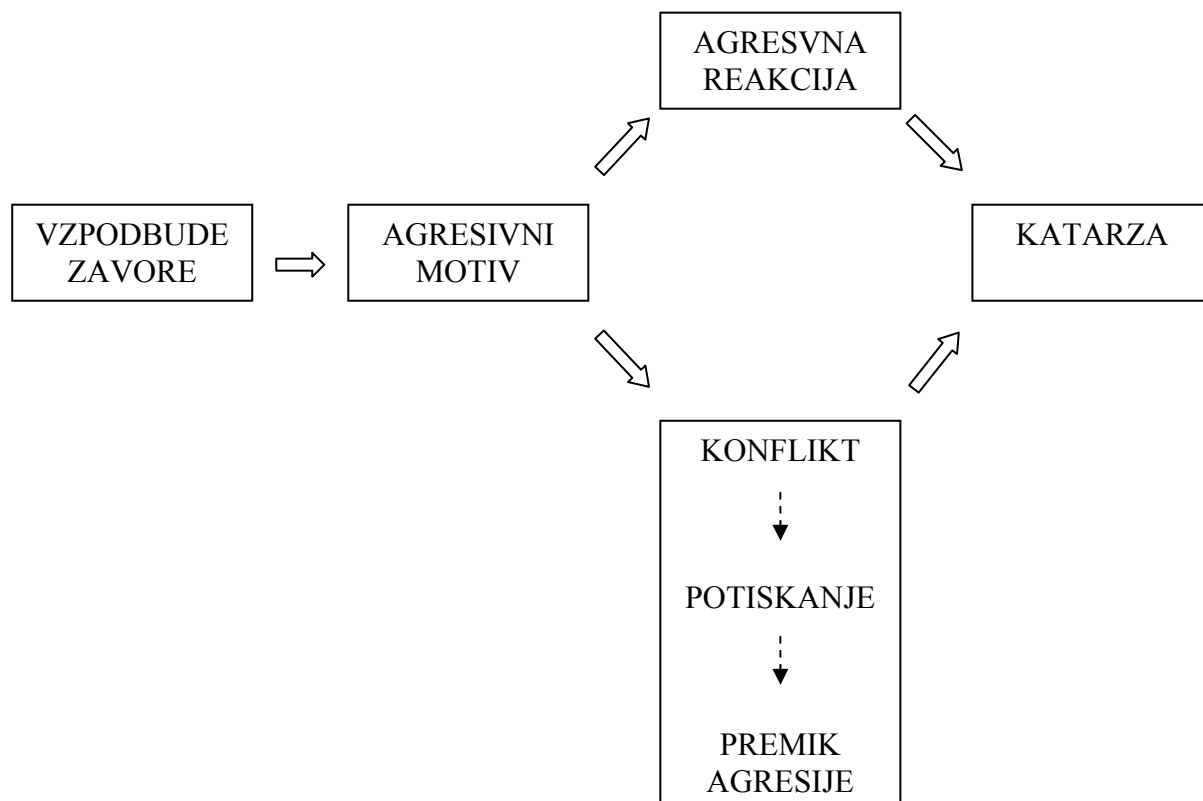 AGRESVNA
REAKCIJA
VZPODBUDE
ZAVORE
AGRESIVNI
MOTIV
KATARZA
KONFLIKT
POTISKANJE
PREMIK
AGRESIJE